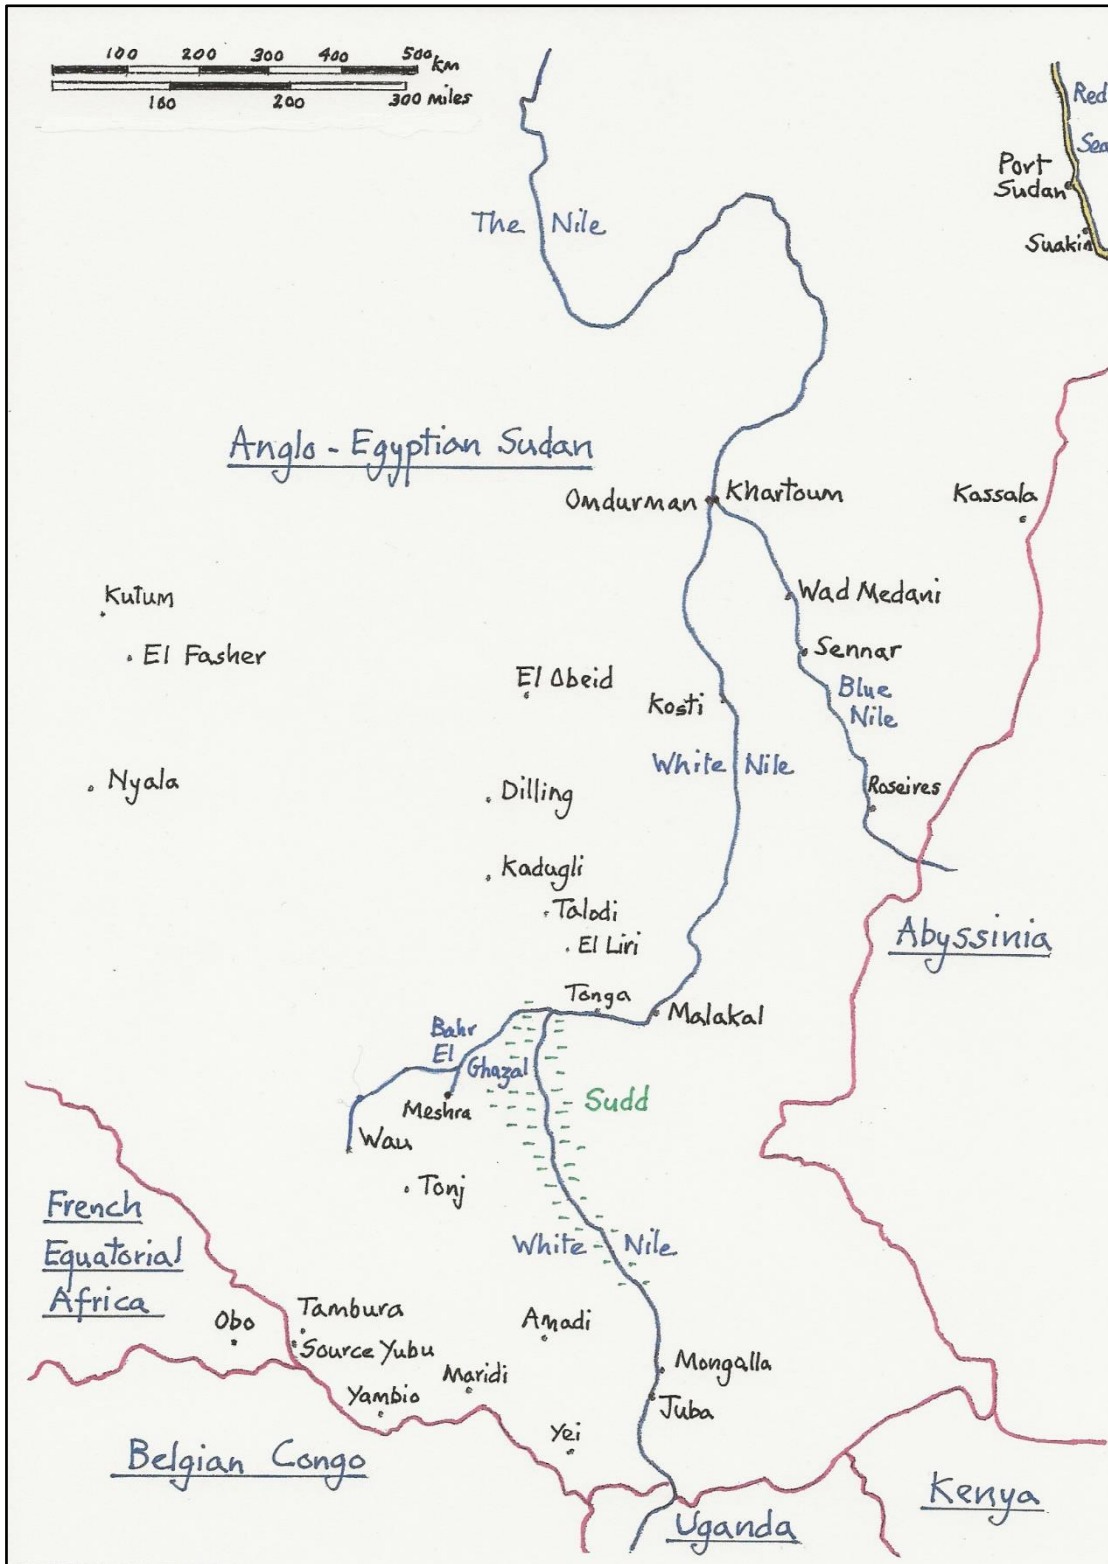 100 200 300 400 500 km
100 200 300 miles
Red
Sea
Port
Sudan
Suakin
The Nile
Anglo - Egyptian Sudan
Omdurman Khartoum
Kassala
Kutum
El Fasher
Wad Medani
Sennar
El Obeid
Kosti
Blue
Nile
White Nile
Nyala
Dilling
Roseires
Kadugli
Talodi
El Liri
Abyssinia
Tonga
Malakal
Bahr
El
Ghazal
Meshra
Sudd
Wau
Tonj
French
Equatorial
Africa
White Nile
Obo
Tambura
Source Yubu
Amadi
Maridi
Mongalla
Yambio
Juba
Yei
Belgian Congo
Kenya
Uganda